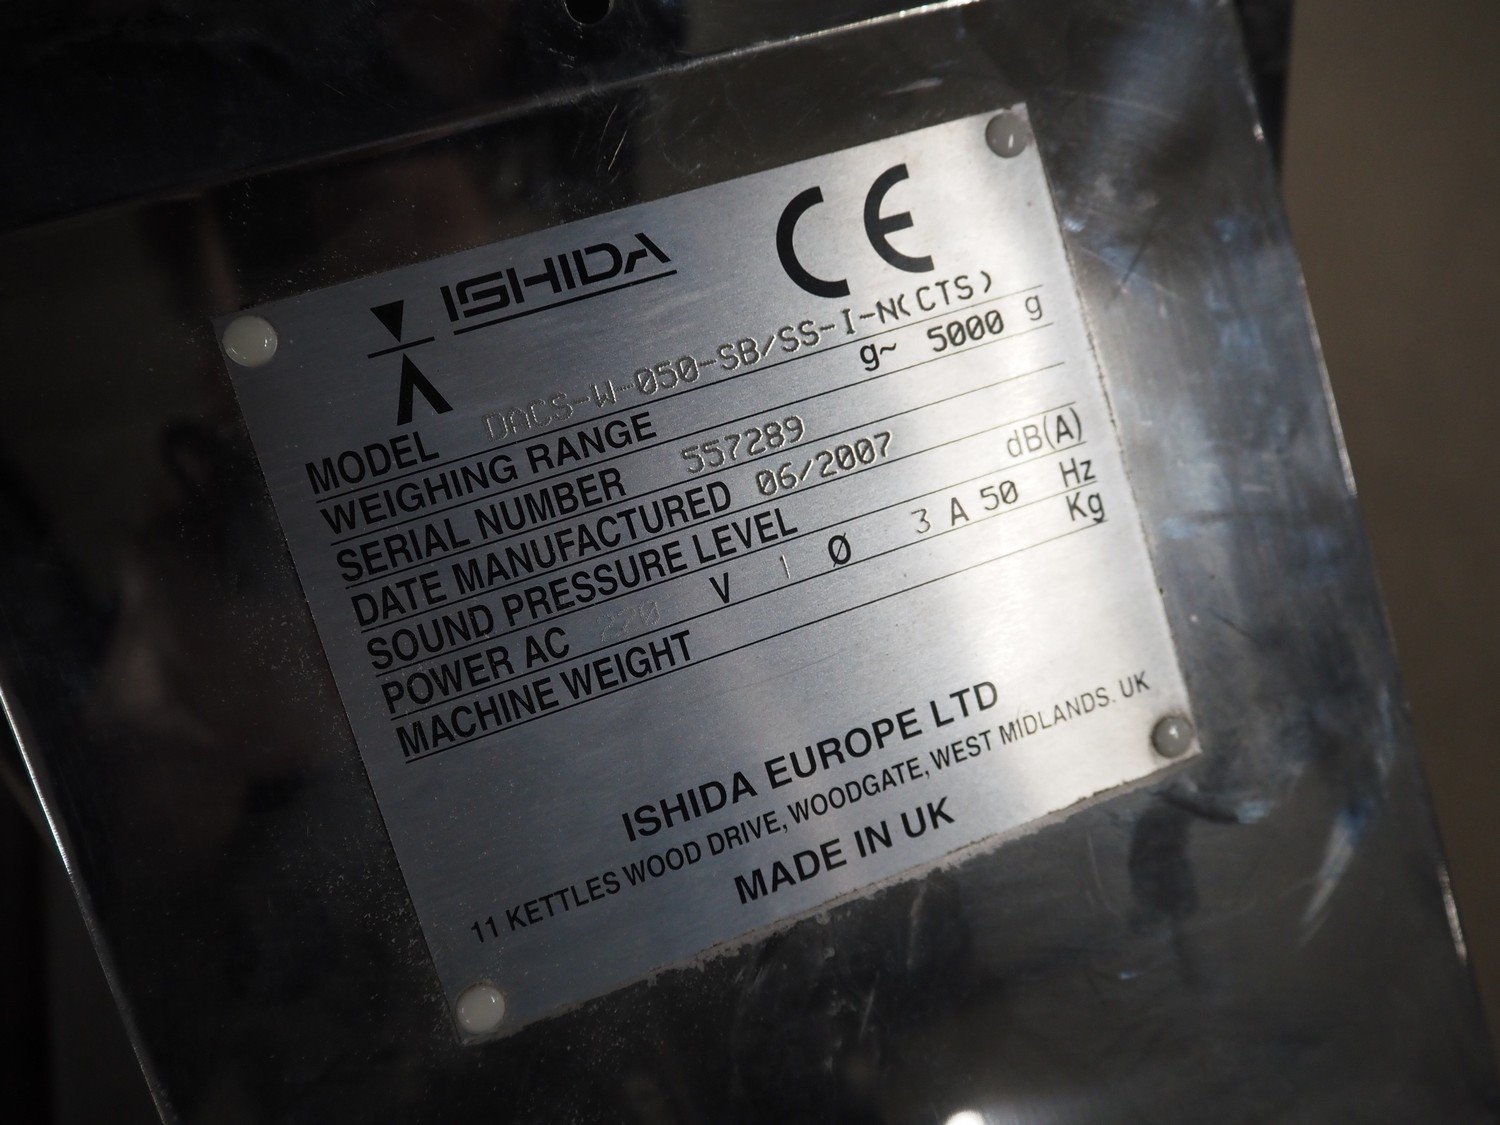 ISHIDA
CE
MODEL DACS-W-050-SB/SS-I-N(CTS)
WEIGHING RANGE g~ 5000 g
SERIAL NUMBER 557289
DATE MANUFACTURED 06/2007
SOUND PRESSURE LEVEL dB(A)
POWER AC 220 V 1 Ø 3 A 50 Hz
MACHINE WEIGHT Kg
ISHIDA EUROPE LTD
11 KETTLES WOOD DRIVE, WOODGATE, WEST MIDLANDS. UK
MADE IN UK